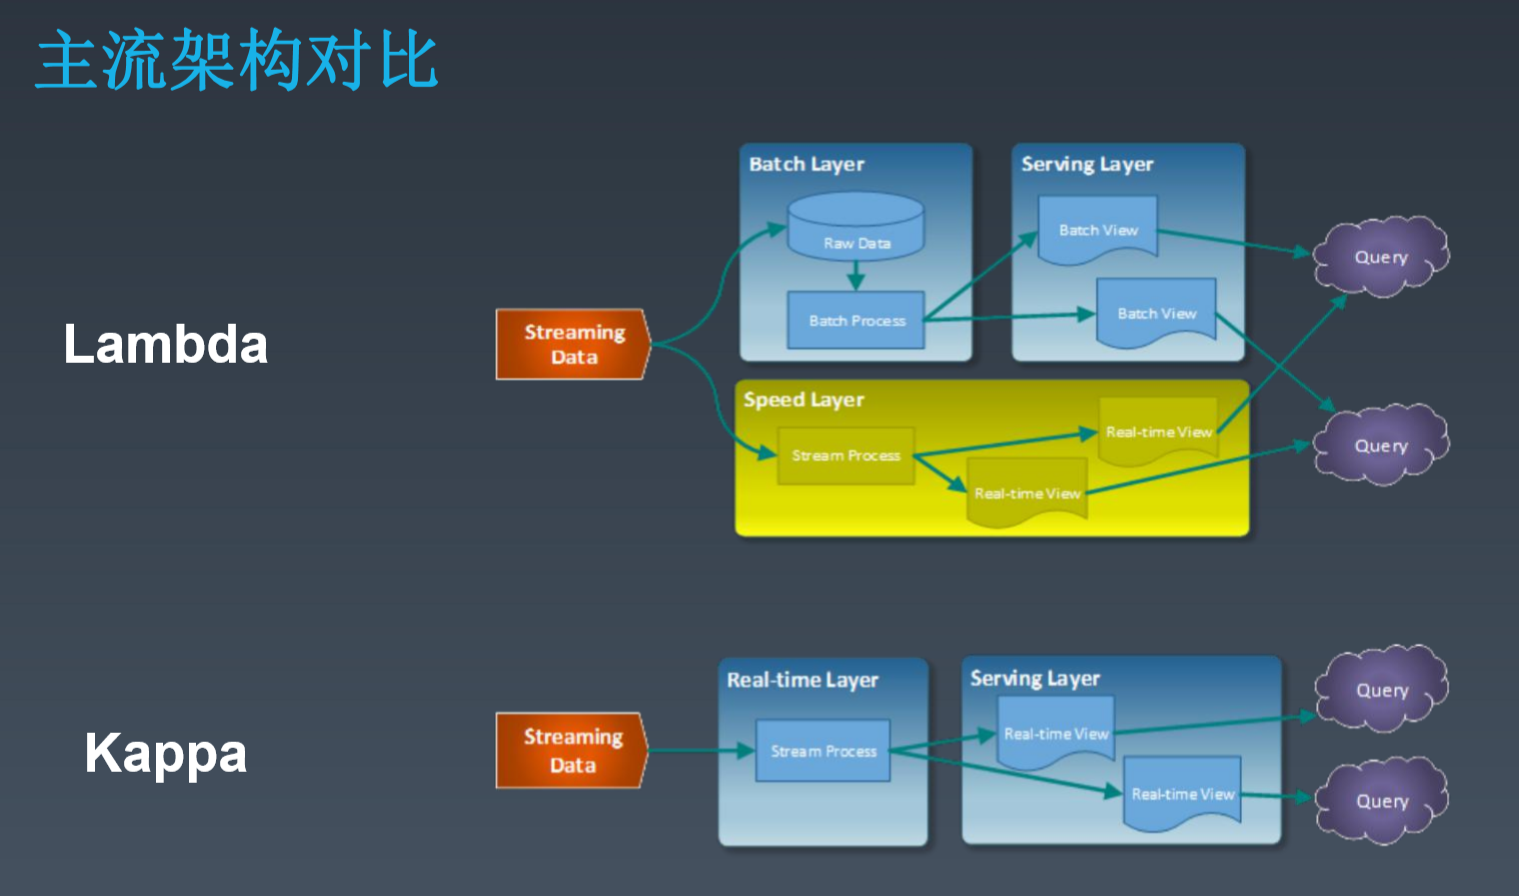 主流架构对比
Lambda
Streaming
Data
Batch Layer
Raw Data
Batch Process
Serving Layer
Batch View
Batch View
Speed Layer
Stream Process
Real-time View
Real-time View
Query
Query
Kappa
Streaming
Data
Real-time Layer
Stream Process
Serving Layer
Real-time View
Real-time View
Query
Query